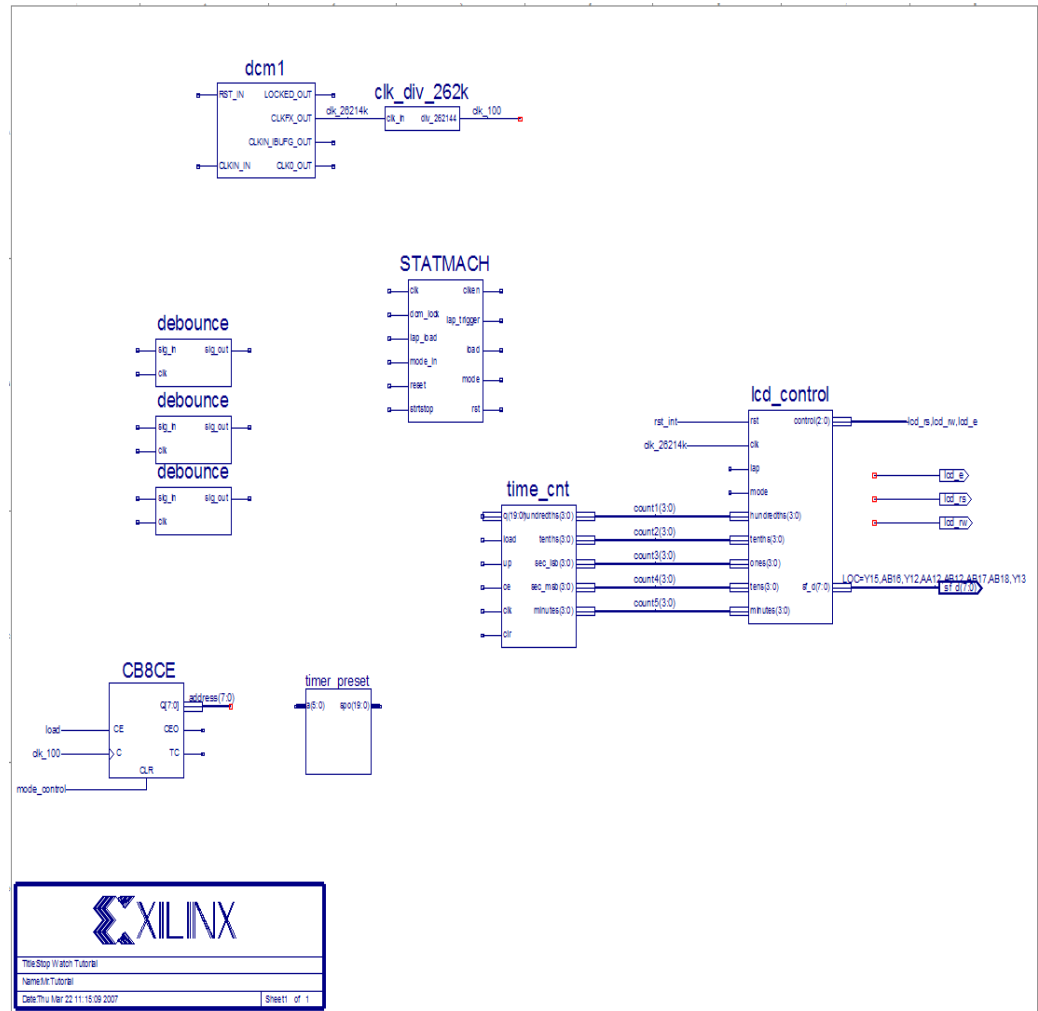 dcm1
RST_IN LOCKED_OUT
CLKFX_OUT
CLKIN_IBUFG_OUT
CLKIN_IN CLK0_OUT
clk_26214k
clk_div_262k
clk_in div_262144
clk_100
STATMACH
clk clken
dcm_lock lap_trigger
lap_load load
mode_in mode
reset rst
strtstop
debounce
sig_in sig_out
clk
debounce
sig_in sig_out
clk
debounce
sig_in sig_out
clk
lcd_control
rst_int rst control(2:0) lcd_rs,lcd_rw,lcd_e
clk_26214k clk
lap
mode
hundredths(3:0)
tenths(3:0)
ones(3:0)
tens(3:0) sf_d(7:0)
minutes(3:0)
lcd_e
lcd_rs
lcd_rw
LOC=Y15,AB16,Y12,AA12,AB12,AB17,AB18,Y13
sf_d(7:0)
time_cnt
q(19:0) hundredths(3:0) count1(3:0)
load tenths(3:0) count2(3:0)
up sec_lsb(3:0) count3(3:0)
ce sec_msb(3:0) count4(3:0)
clk minutes(3:0) count5(3:0)
clr
CB8CE
Q[7:0] address(7:0)
load CE CEO
clk_100 C TC
CLR
mode_control
timer_preset
a(5:0) spo(19:0)
XILINX
Title:Stop Watch Tutorial
Name:Mr.Tutorial
Date:Thu Mar 22 11:15:09 2007 Sheet1 of 1